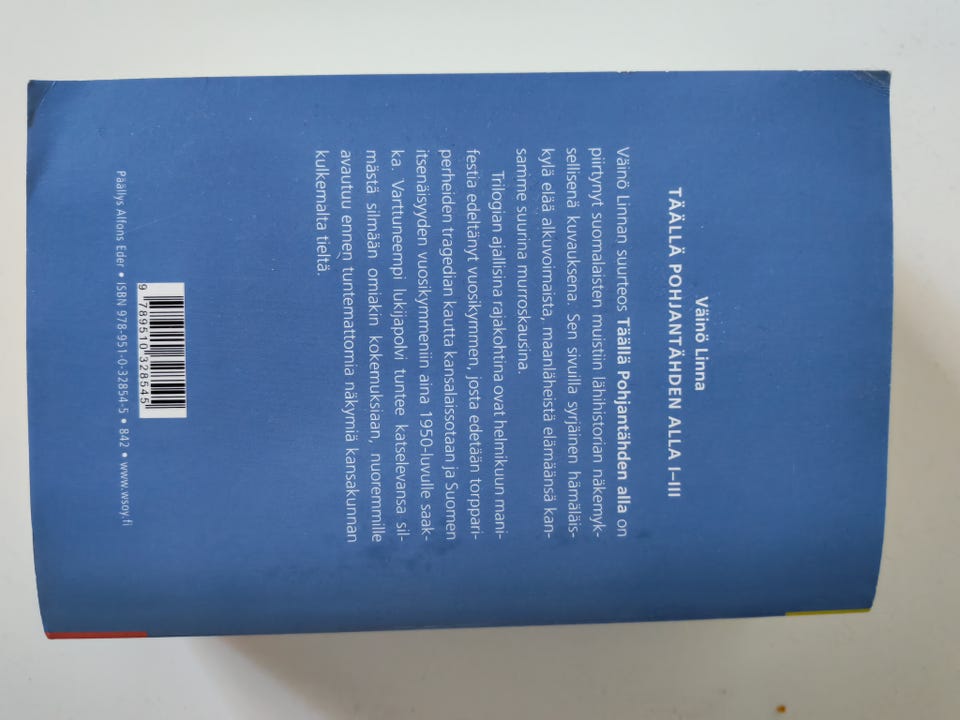 Väinö Linna
TÄÄLLÄ POHJANTÄHDEN ALLA I–III
Väinö Linnan suurteos Täällä Pohjantähden alla on
piirtynyt suomalaisten muistiin lähihistorian näkemyk-
sellisenä kuvauksena. Sen sivuilla syrjäinen hämäläis-
kylä elää alkuvoimaista, maanläheistä elämäänsä kan-
samme suurina murroskausina.
Trilogian ajallisina rajakohtina ovat helmikuun mani-
festia edeltänyt vuosikymmen, josta edetään torppari-
perheiden tragedian kautta kansalaissotaan ja Suomen
itsenäisyyden vuosikymmeniin aina 1950-luvulle saak-
ka. Varttuneempi lukijapolvi tuntee katselevansa sil-
mästä silmään omiakin kokemuksiaan, nuoremmille
avautuu ennen tuntemattomia näkymiä kansakunnan
kulkemalta tieltä.
9 789510 328545
Päällys Alfons Eder • ISBN 978-951-0-32854-5 • 842 • www.wsoy.fi